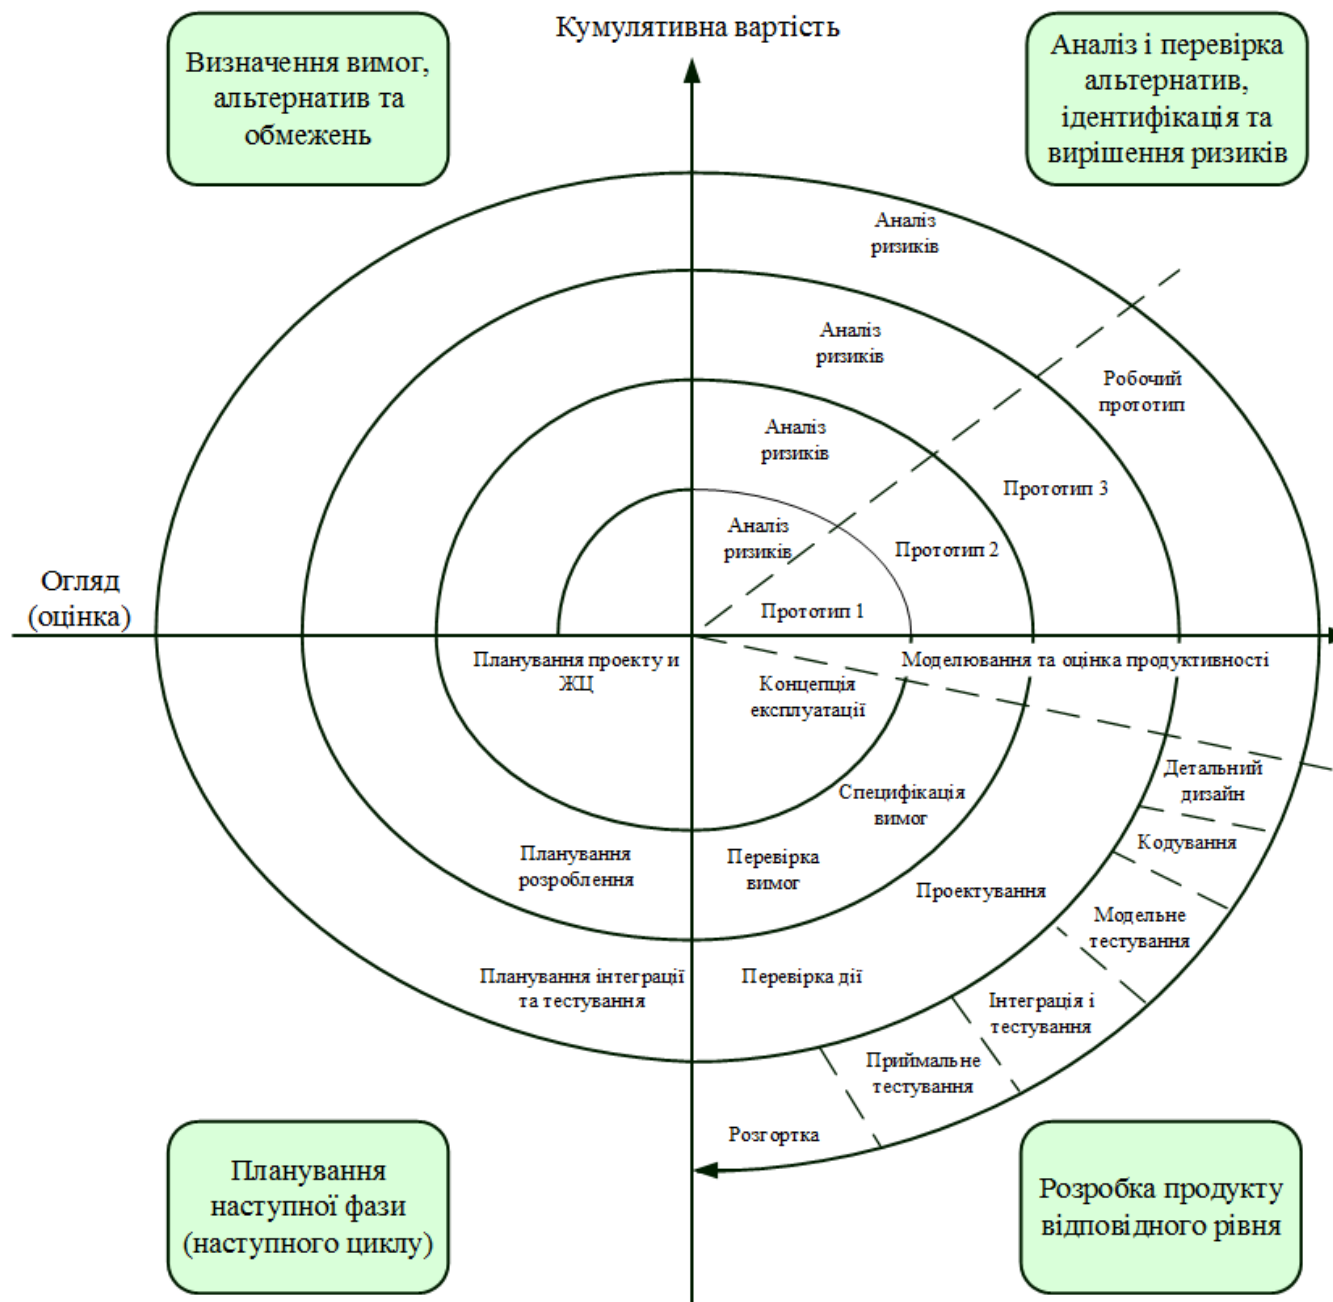 Кумулятивна вартість
Визначення вимог,
альтернатив та
обмежень
Аналіз і перевірка
альтернатив,
ідентифікація та
вирішення ризиків
Аналіз
ризиків
Аналіз
ризиків
Робочий
прототип
Аналіз
ризиків
Прототип 3
Аналіз
ризиків
Прототип 2
Прототип 1
Огляд
(оцінка)
Планування проекту и
ЖЦ
Моделювання та оцінка продуктивності
Концепція
експлуатації
Детальний
дизайн
Специфікація
вимог
Кодування
Планування
розроблення
Перевірка
вимог
Проектування
Модельне
тестування
Планування інтеграції
та тестування
Перевірка дії
Інтеграція і
тестування
Приймальне
тестування
Розгортка
Планування
наступної фази
(наступного циклу)
Розробка продукту
відповідного рівня